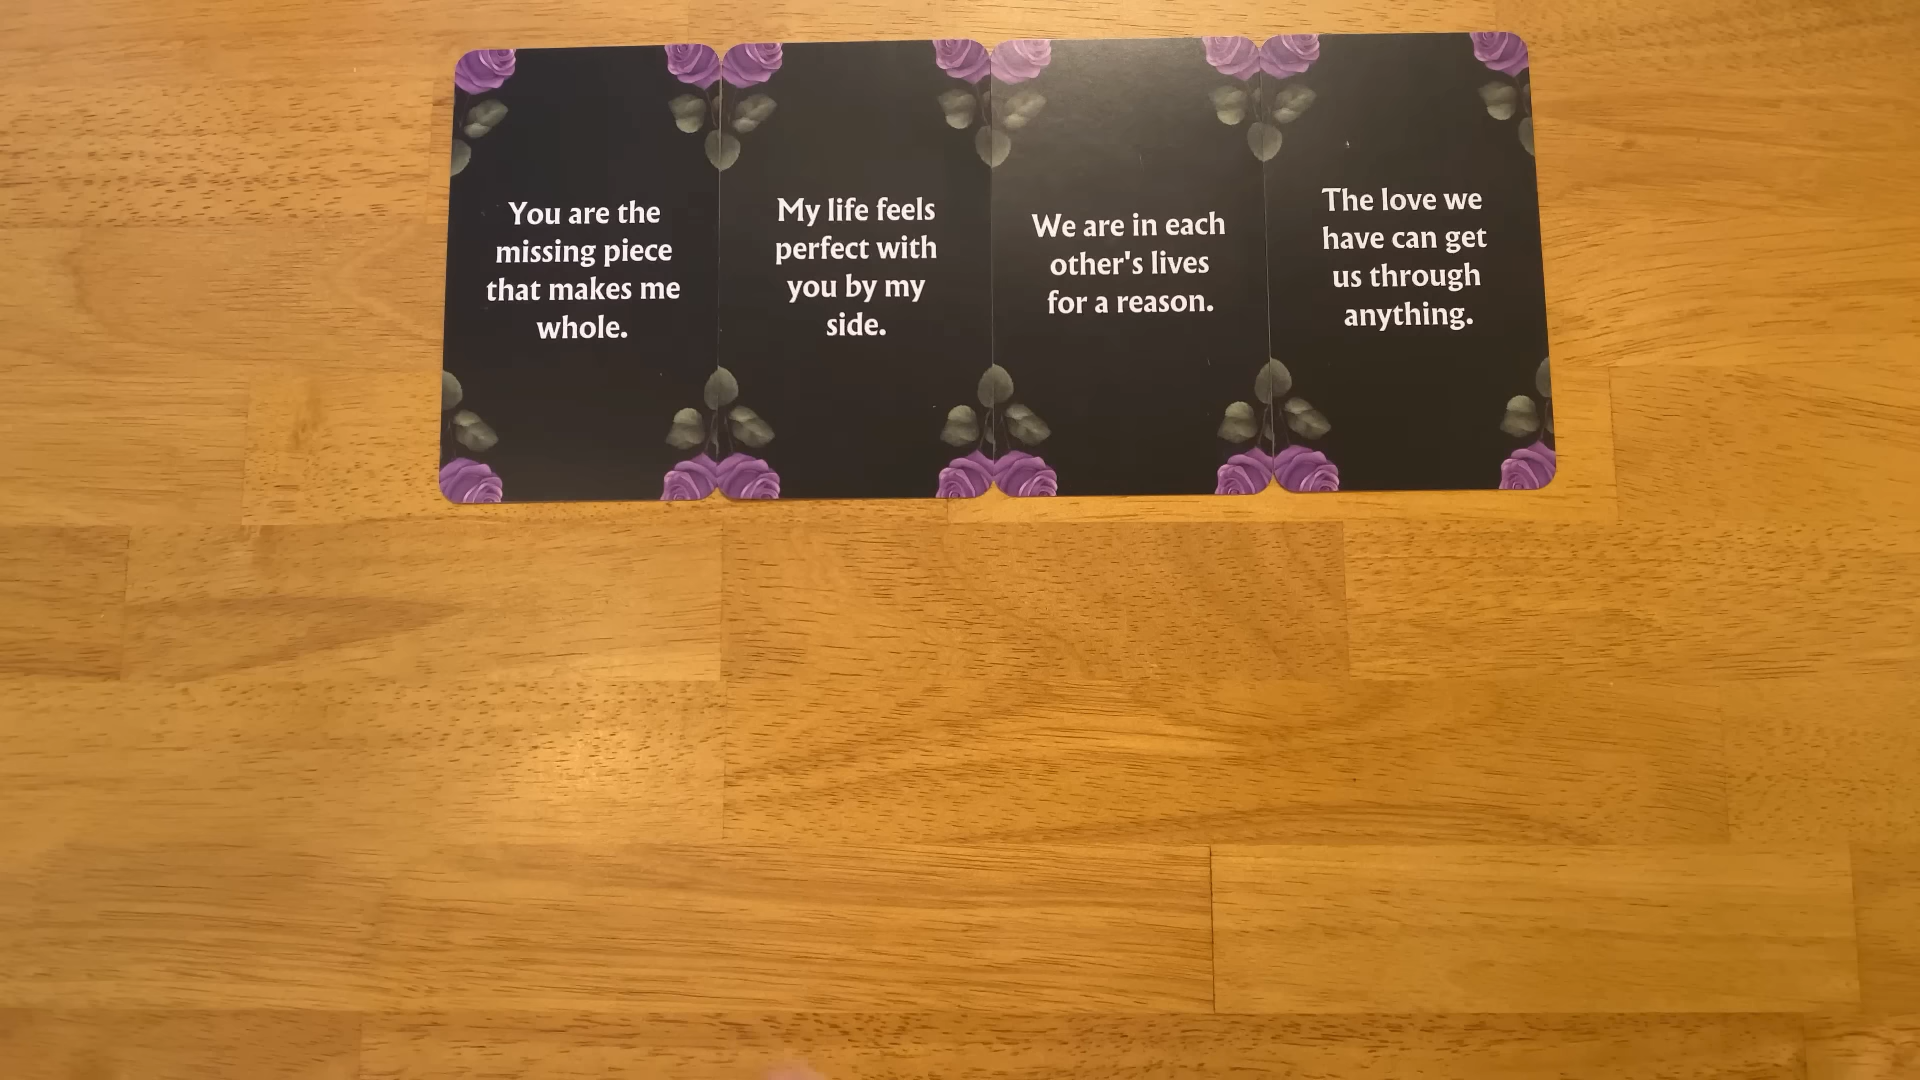 You are the
missing piece
that makes me
whole.
My life feels
perfect with
you by my
side.
We are in each
other's lives
for a reason.
The love we
have can get
us through
anything.